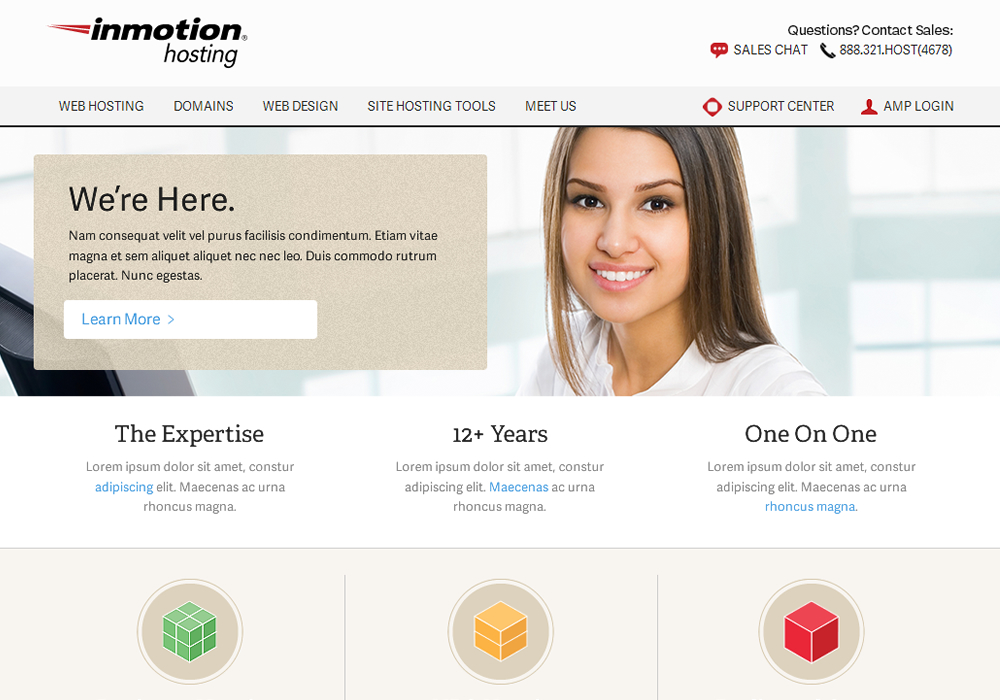 inmotion®
hosting
Questions? Contact Sales:
SALES CHAT 888.321.HOST(4678)
WEB HOSTING DOMAINS WEB DESIGN SITE HOSTING TOOLS MEET US SUPPORT CENTER AMP LOGIN
We're Here.
Nam consequat velit vel purus facilisis condimentum. Etiam vitae
magna et sem aliquet aliquet nec nec leo. Duis commodo rutrum
placerat. Nunc egestas.
Learn More >
The Expertise
Lorem ipsum dolor sit amet, constur
adipiscing elit. Maecenas ac urna
rhoncus magna.
12+ Years
Lorem ipsum dolor sit amet, constur
adipiscing elit. Maecenas ac urna
rhoncus magna.
One On One
Lorem ipsum dolor sit amet, constur
adipiscing elit. Maecenas ac urna
rhoncus magna.